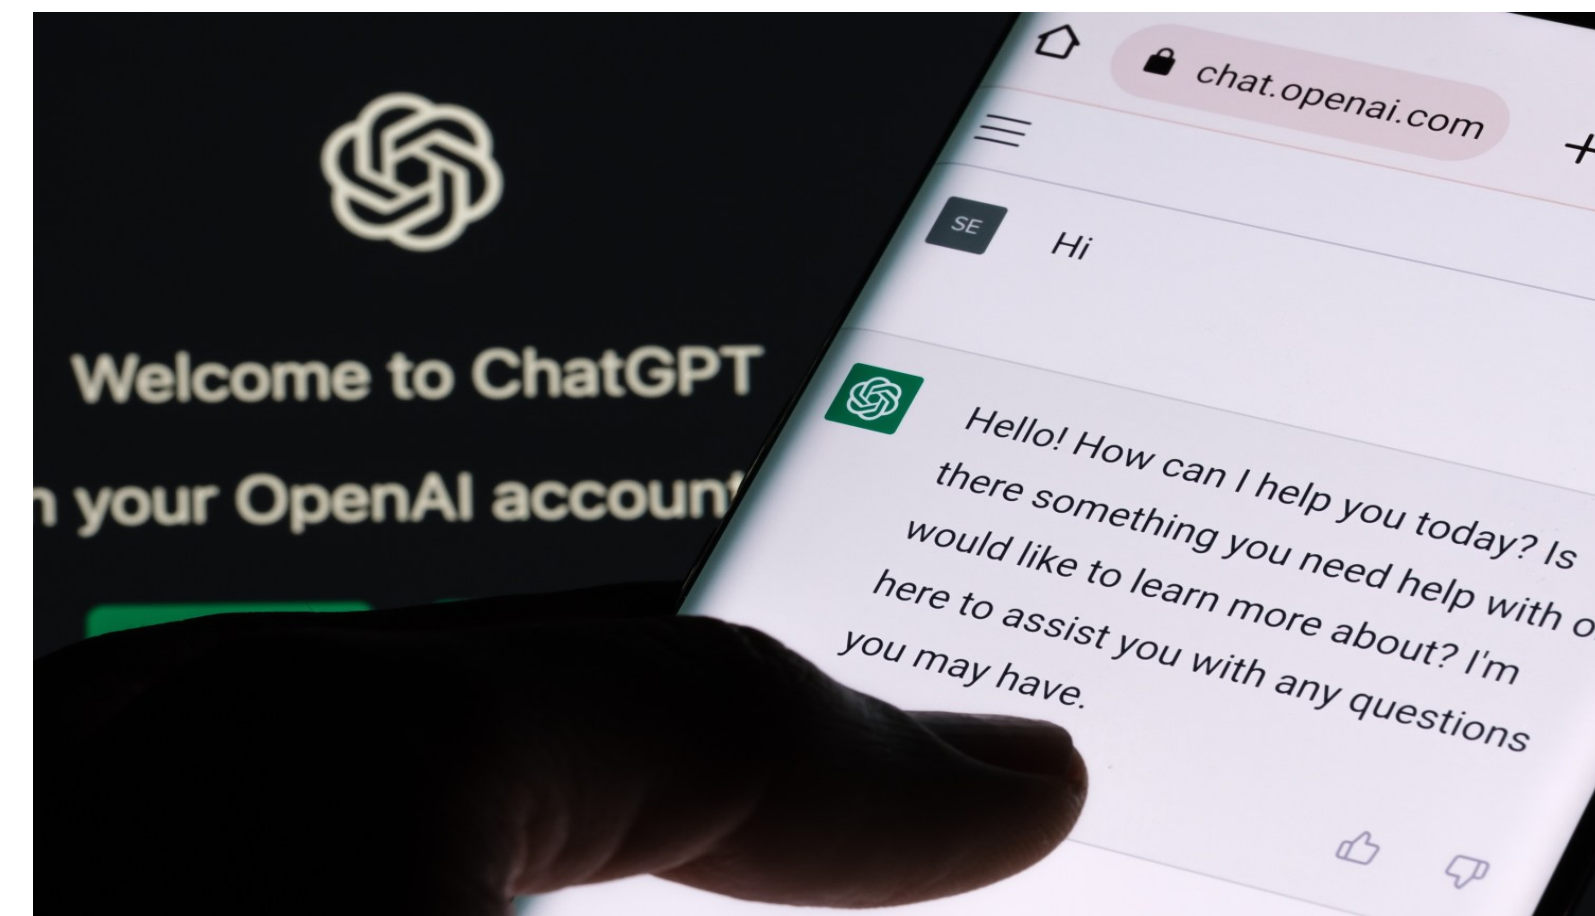 Welcome to ChatGPT
your OpenAI account
chat.openai.com
SE
Hi
Hello! How can I help you today? Is
there something you need help with
would like to learn more about? I'm
here to assist you with any questions
you may have.